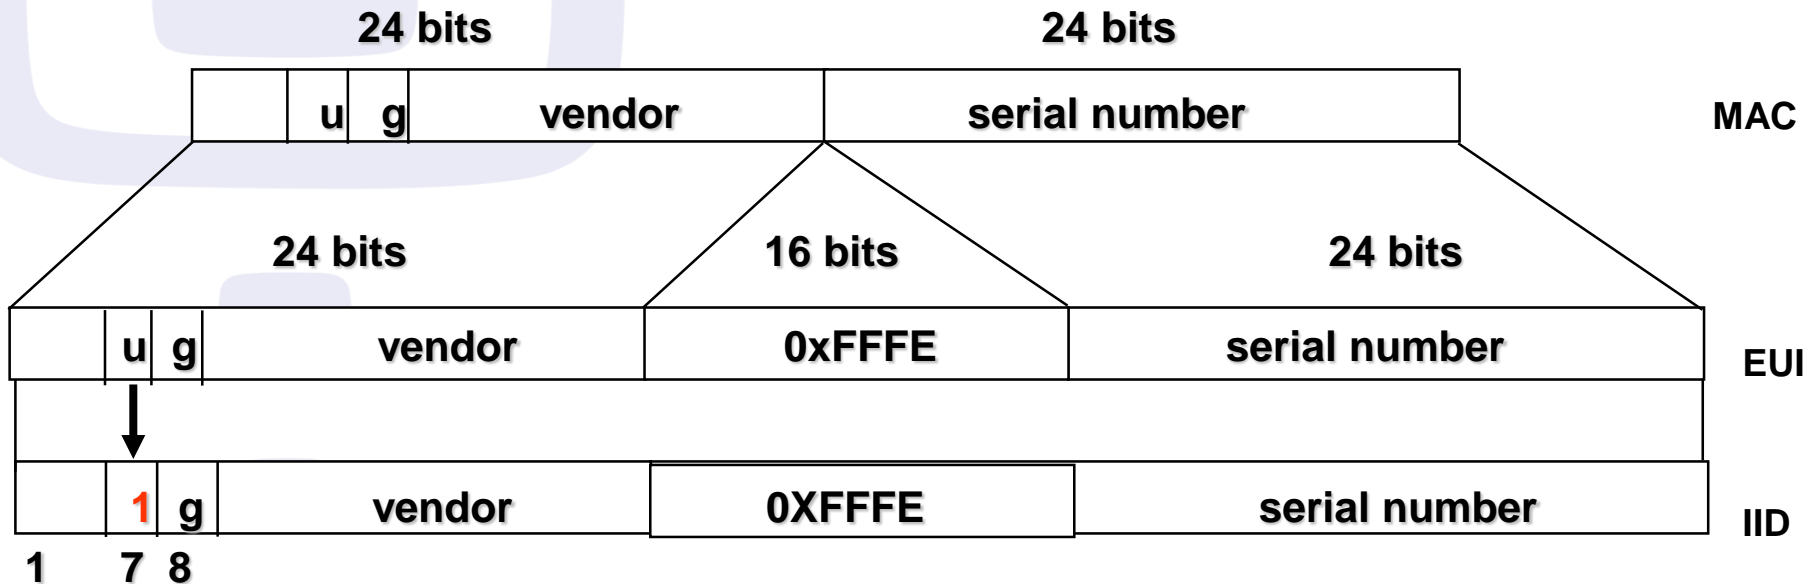 24 bits 24 bits
u g vendor serial number MAC
24 bits 16 bits 24 bits
u g vendor 0xFFFE serial number EUI
1 g vendor 0XFFFE serial number IID
1 7 8